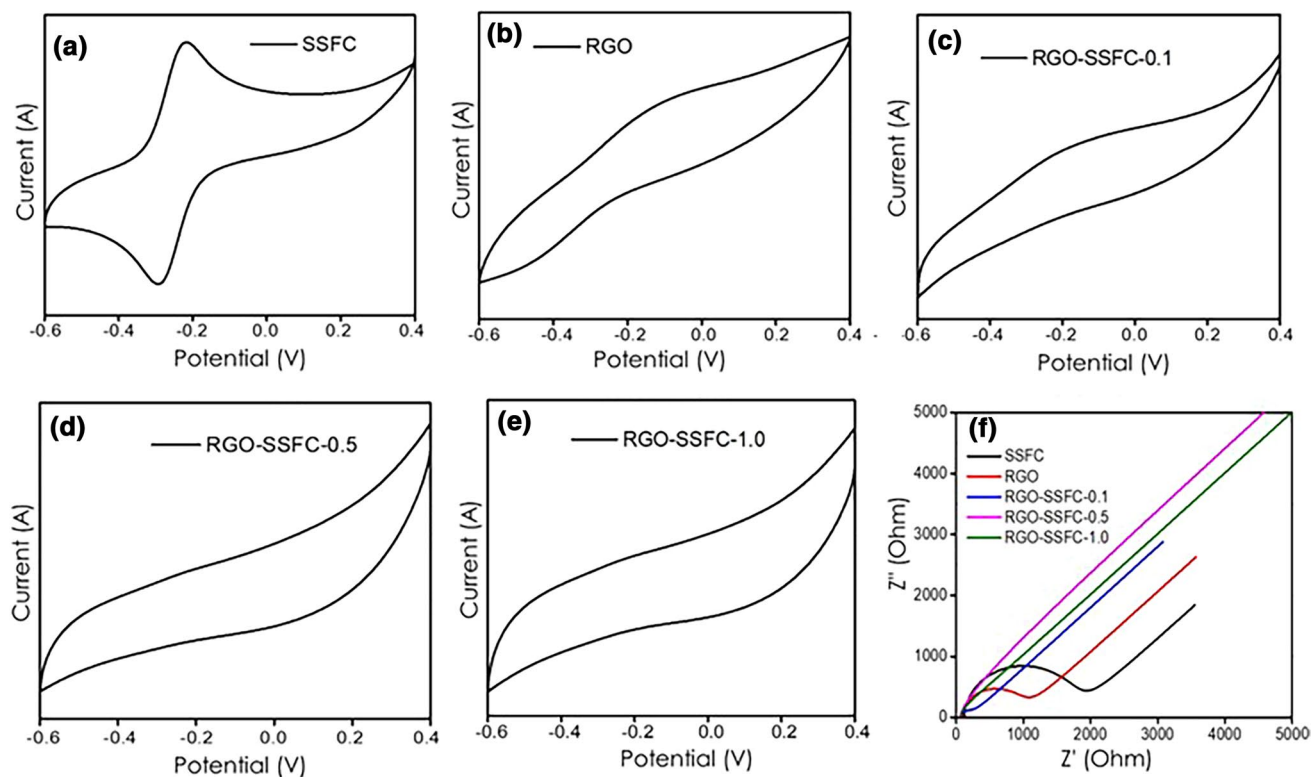 (a)
SSFC
Current (A)
-0.6 -0.4 -0.2 0.0 0.2 0.4
Potential (V)
(b)
RGO
Current (A)
-0.6 -0.4 -0.2 0.0 0.2 0.4 -
Potential (V)
(c)
RGO-SSFC-0.1
Current (A)
-0.6 -0.4 -0.2 0.0 0.2 0.4
Potential (V)
(d)
RGO-SSFC-0.5
Current (A)
-0.6 -0.4 -0.2 0.0 0.2 0.4
Potential (V)
(e)
RGO-SSFC-1.0
Current (A)
-0.6 -0.4 -0.2 0.0 0.2 0.4
Potential (V)
(f)
SSFC
RGO
RGO-SSFC-0.1
RGO-SSFC-0.5
RGO-SSFC-1.0
Z" (Ohm)
5000
4000
3000
2000
1000
0
0 1000 2000 3000 4000 5000
Z' (Ohm)